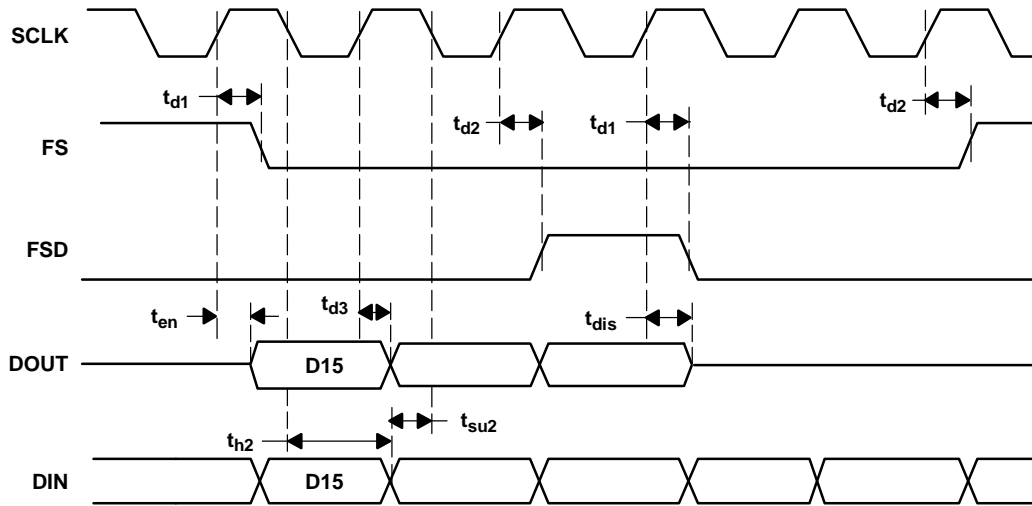 SCLK
td1
td2
FS
td2
td1
FSD
ten
td3
tdis
DOUT
D15
th2
tsu2
DIN
D15